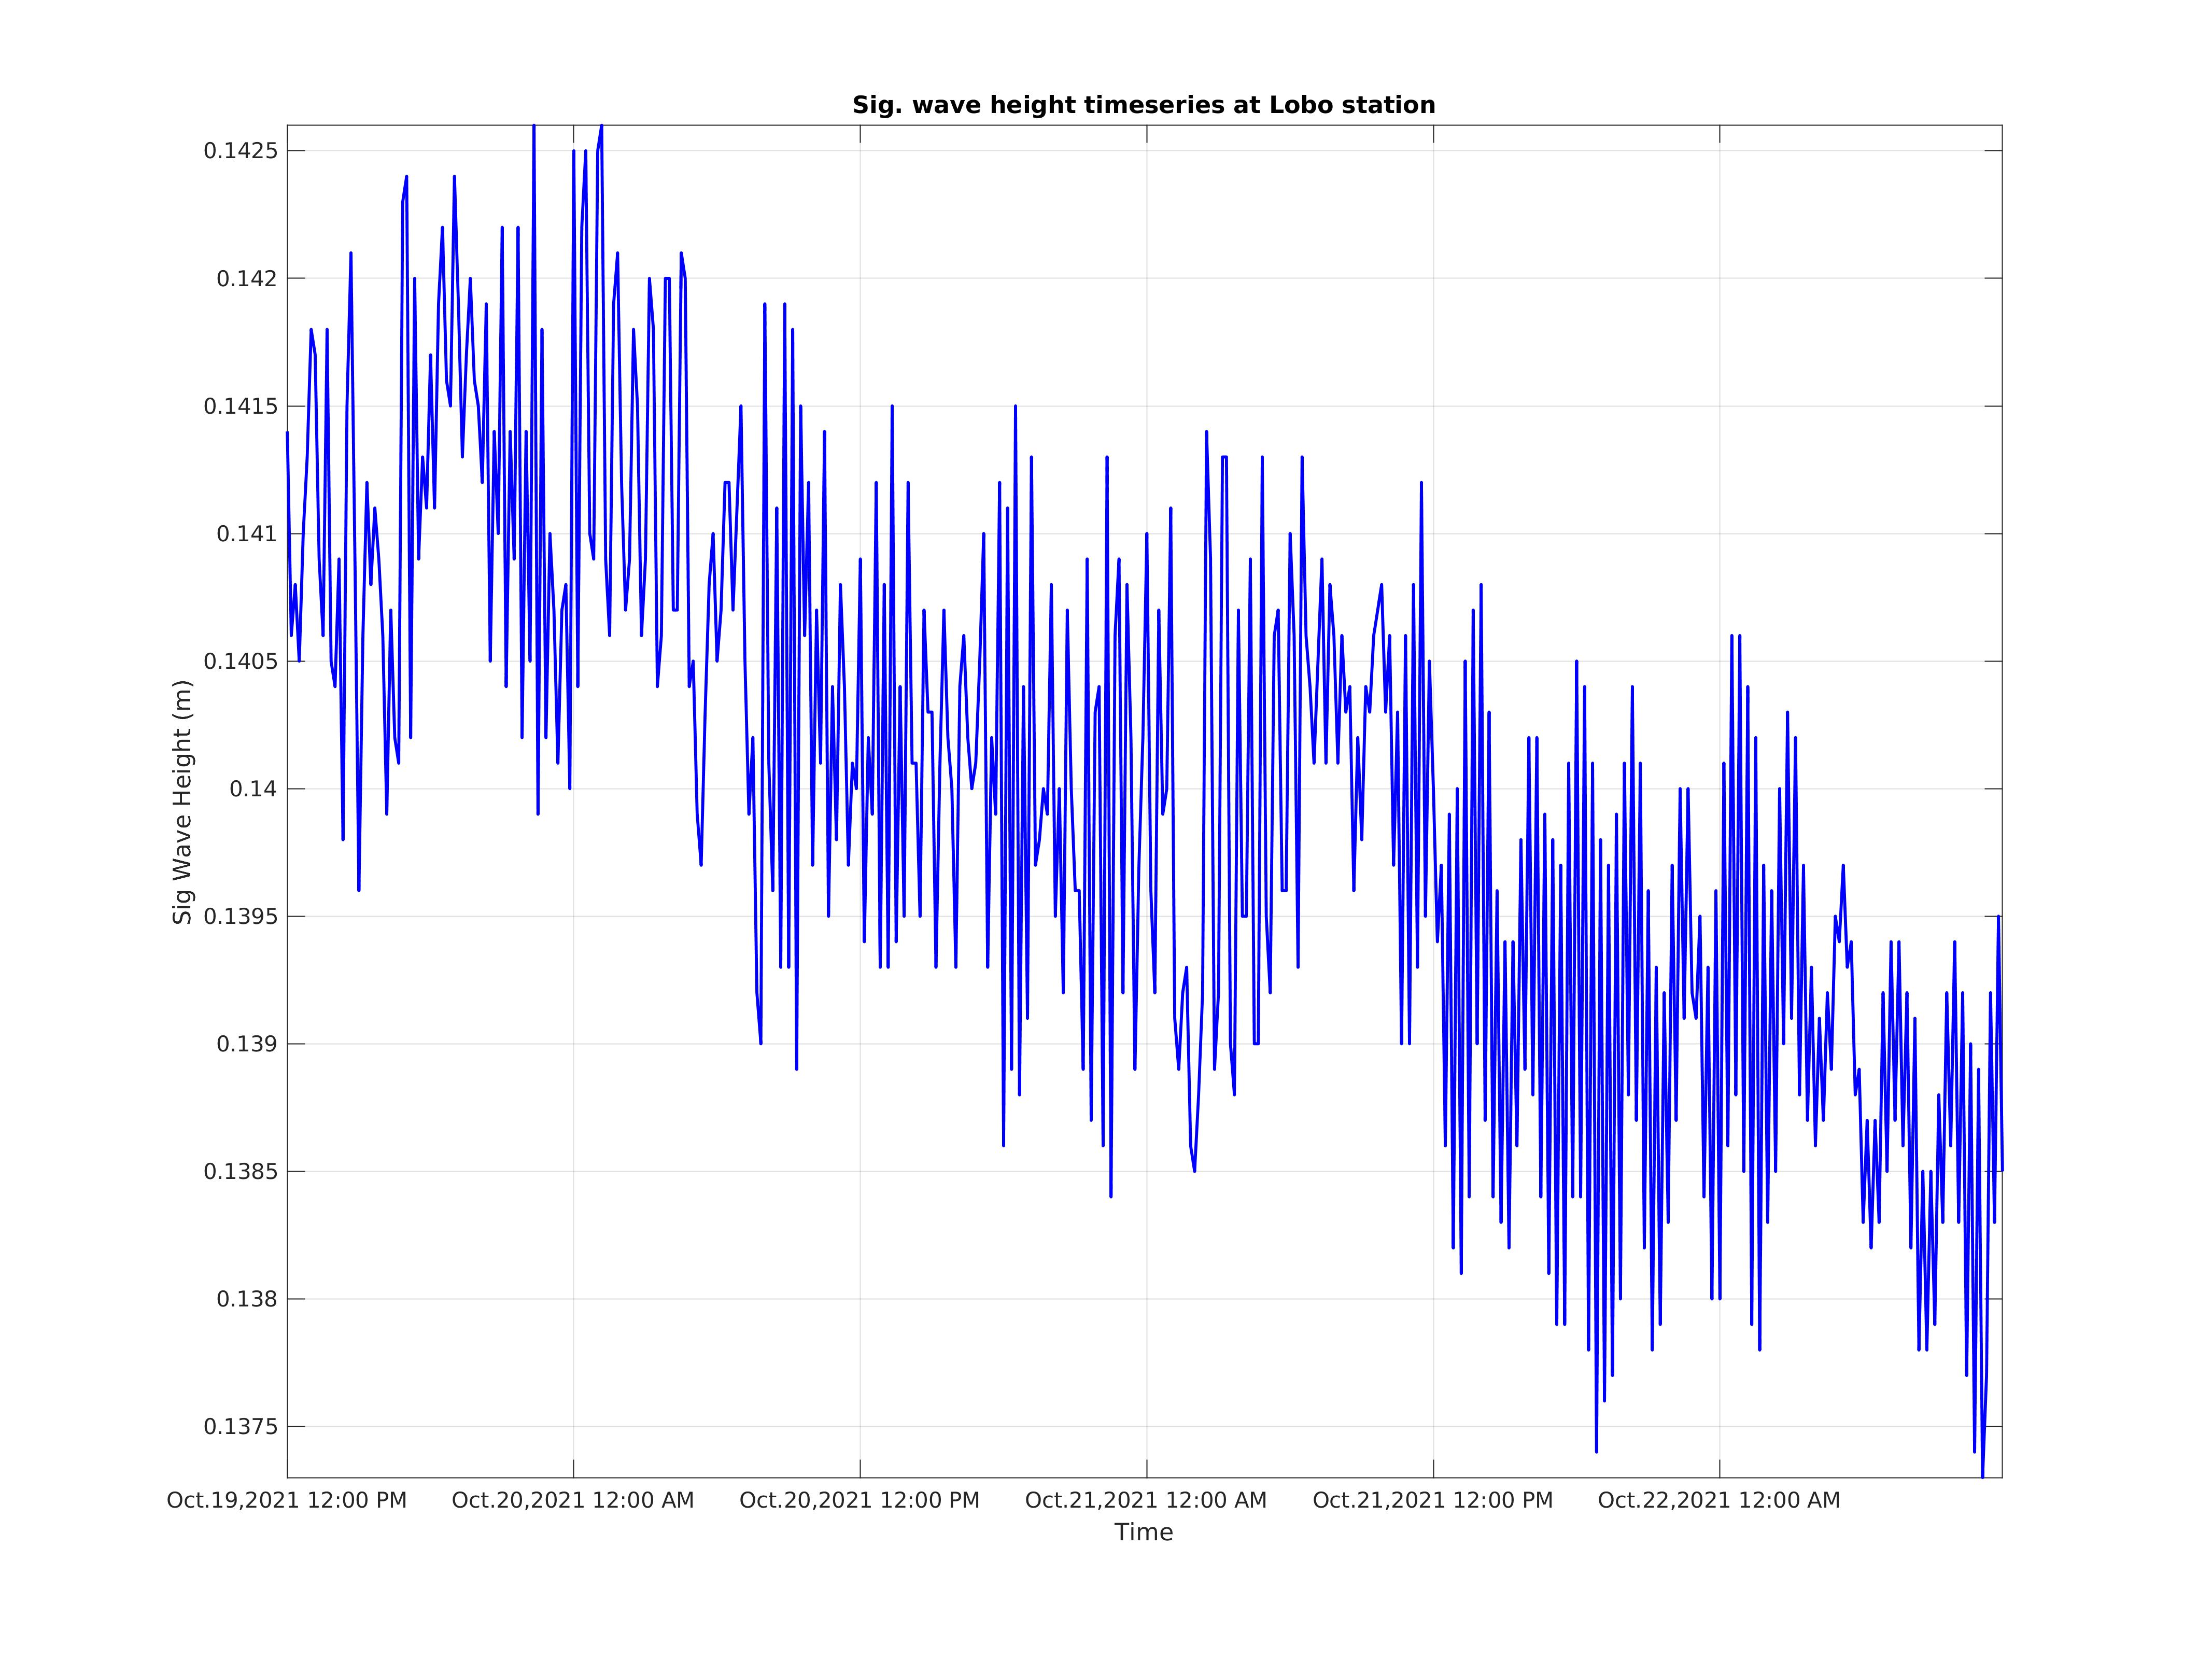 Sig. wave height timeseries at Lobo station
0.1425
0.142
0.1415
0.141
0.1405
0.14
0.1395
0.139
0.1385
0.138
0.1375
Sig Wave Height (m)
Oct.19,2021 12:00 PM Oct.20,2021 12:00 AM Oct.20,2021 12:00 PM Oct.21,2021 12:00 AM Oct.21,2021 12:00 PM Oct.22,2021 12:00 AM
Time